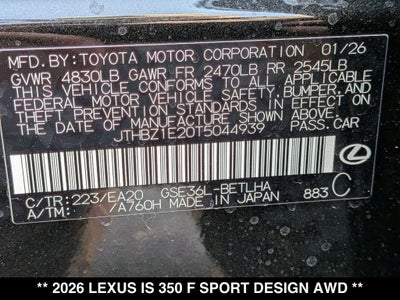 MFD. BY: TOYOTA MOTOR CORPORATION 01/26
GVWR 4830LB GAWR FR 2470LB RR 2545LB
THIS VEHICLE CONFORMS TO ALL APPLICABLE
FEDERAL MOTOR VEHICLE SAFETY, BUMPER, AND
THEFT PREVENTION STANDARDS IN EFFECT ON
THE DATE OF MANUFACTURE SHOWN ABOVE.
JTHBZ1E20T5044939 PASS. CAR
C/TR: 223/EA20 GSE36L-BETLHA
A/TM: /A760H MADE IN JAPAN 883 C
** 2026 LEXUS IS 350 F SPORT DESIGN AWD **